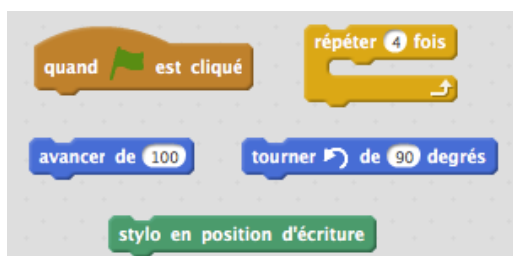 quand est cliqué
répéter 4 fois
avancer de 100
tourner de 90 degrés
stylo en position d'écriture